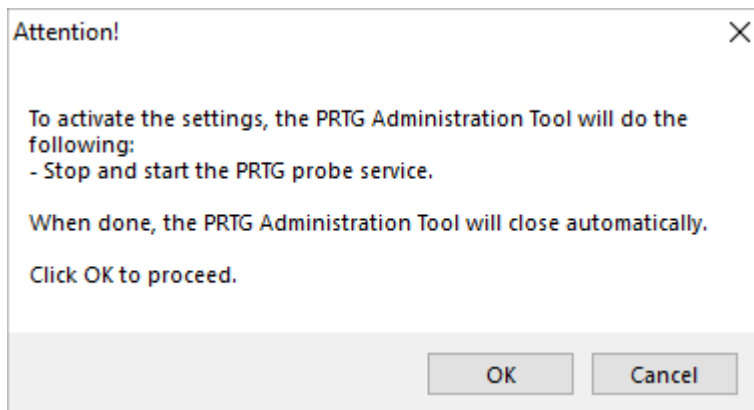 Attention!
To activate the settings, the PRTG Administration Tool will do the
following:
- Stop and start the PRTG probe service.
When done, the PRTG Administration Tool will close automatically.
Click OK to proceed.
OK
Cancel